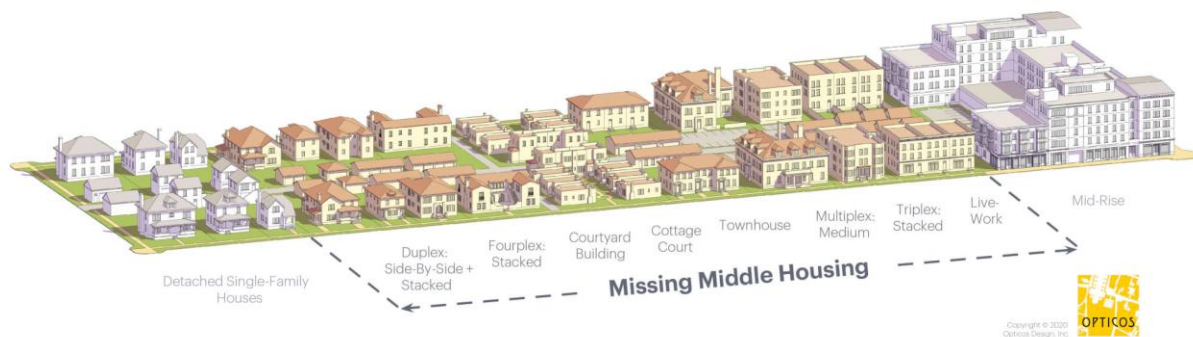 Detached Single-Family
Houses
Duplex:
Side-By-Side +
Stacked
Fourplex:
Stacked
Courtyard
Building
Cottage
Court
Townhouse
Multiplex:
Medium
Triplex:
Stacked
Live-
Work
Mid-Rise
Missing Middle Housing
Copyright © 2020
Opticos Design, Inc.
OPTICOS